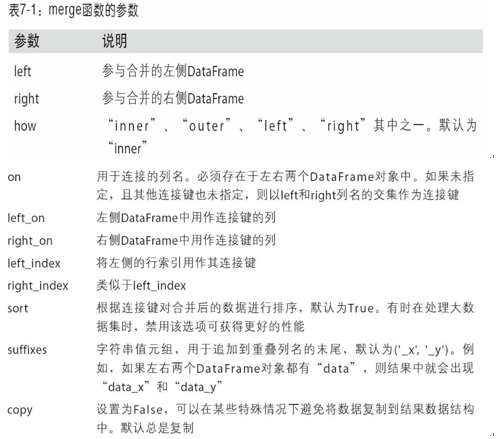 表7-1：merge函数的参数
参数 说明
left 参与合并的左侧DataFrame
right 参与合并的右侧DataFrame
how “inner”、“outer”、“left”、“right”其中之一。默认为
“inner”
on 用于连接的列名。必须存在于左右两个DataFrame对象中。如果未指
定，且其他连接键也未指定，则以left和right列名的交集作为连接键
left_on 左侧DataFrame中用作连接键的列
right_on 右侧DataFrame中用作连接键的列
left_index 将左侧的行索引用作其连接键
right_index 类似于left_index
sort 根据连接键对合并后的数据进行排序，默认为True。有时在处理大数
据集时，禁用该选项可获得更好的性能
suffixes 字符串值元组，用于追加到重叠列名的末尾，默认为('_x', '_y')。例
如，如果左右两个DataFrame对象都有“data”，则结果中就会出现
“data_x”和“data_y”
copy 设置为False，可以在某些特殊情况下避免将数据复制到结果数据结构
中。默认总是复制